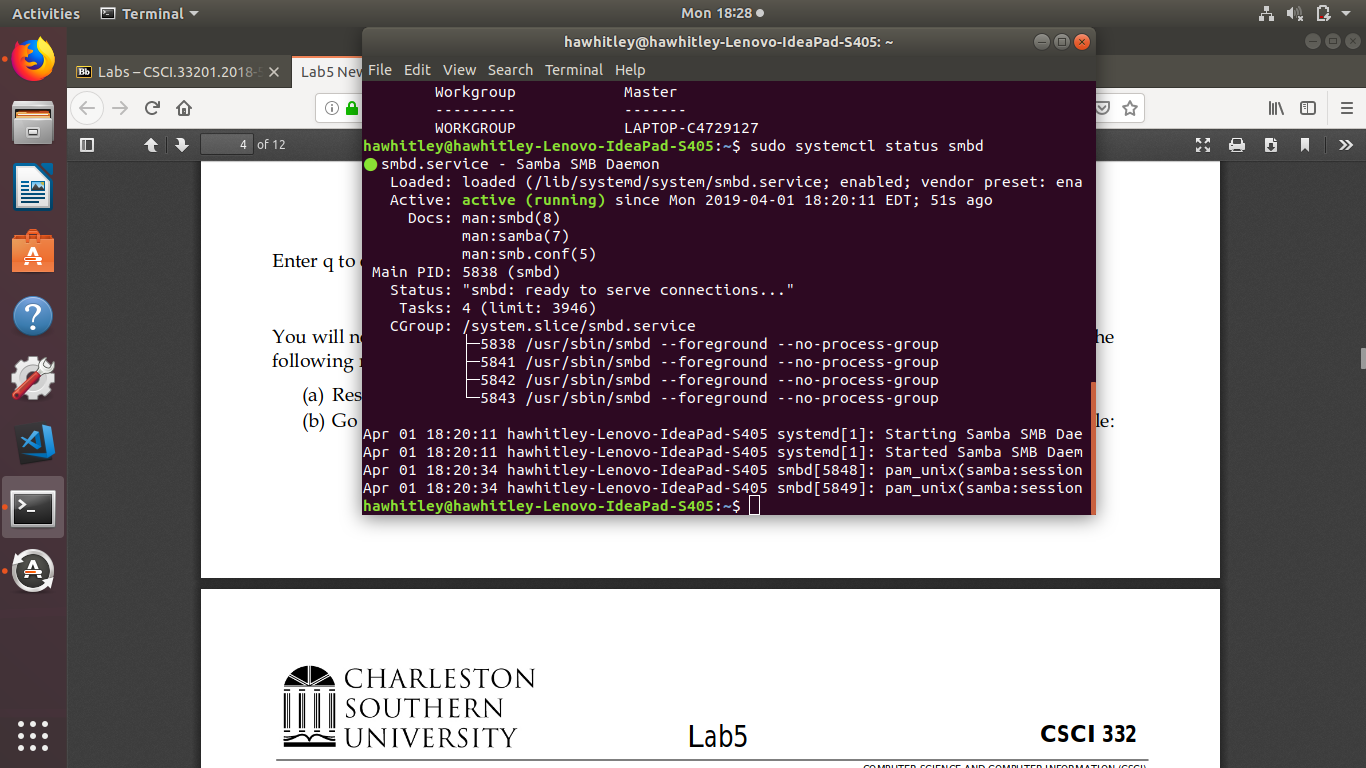 Activities Terminal Mon 18:28
hawhitley@hawhitley-Lenovo-IdeaPad-S405: ~
File Edit View Search Terminal Help
Bb Labs – CSCI.33201.2018-S
Lab5 New
4 of 12
Workgroup Master
--------- -------
WORKGROUP LAPTOP-C4729127
hawhitley@hawhitley-Lenovo-IdeaPad-S405:~$ sudo systemctl status smbd
● smbd.service - Samba SMB Daemon
Loaded: loaded (/lib/systemd/system/smbd.service; enabled; vendor preset: ena
Active: active (running) since Mon 2019-04-01 18:20:11 EDT; 51s ago
Docs: man:smbd(8)
man:samba(7)
man:smb.conf(5)
Main PID: 5838 (smbd)
Status: "smbd: ready to serve connections..."
Tasks: 4 (limit: 3946)
CGroup: /system.slice/smbd.service
├─5838 /usr/sbin/smbd --foreground --no-process-group
├─5841 /usr/sbin/smbd --foreground --no-process-group
├─5842 /usr/sbin/smbd --foreground --no-process-group
└─5843 /usr/sbin/smbd --foreground --no-process-group
Apr 01 18:20:11 hawhitley-Lenovo-IdeaPad-S405 systemd[1]: Starting Samba SMB Dae
Apr 01 18:20:11 hawhitley-Lenovo-IdeaPad-S405 systemd[1]: Started Samba SMB Daem
Apr 01 18:20:34 hawhitley-Lenovo-IdeaPad-S405 smbd[5848]: pam_unix(samba:session
Apr 01 18:20:34 hawhitley-Lenovo-IdeaPad-S405 smbd[5849]: pam_unix(samba:session
hawhitley@hawhitley-Lenovo-IdeaPad-S405:~$
Enter q to
You will n he
following
(a) Res
(b) Go le:
CHARLESTON
SOUTHERN
UNIVERSITY
Lab5
CSCI 332
COMPUTER SCIENCE AND COMPUTER INFORMATION (CSCI)